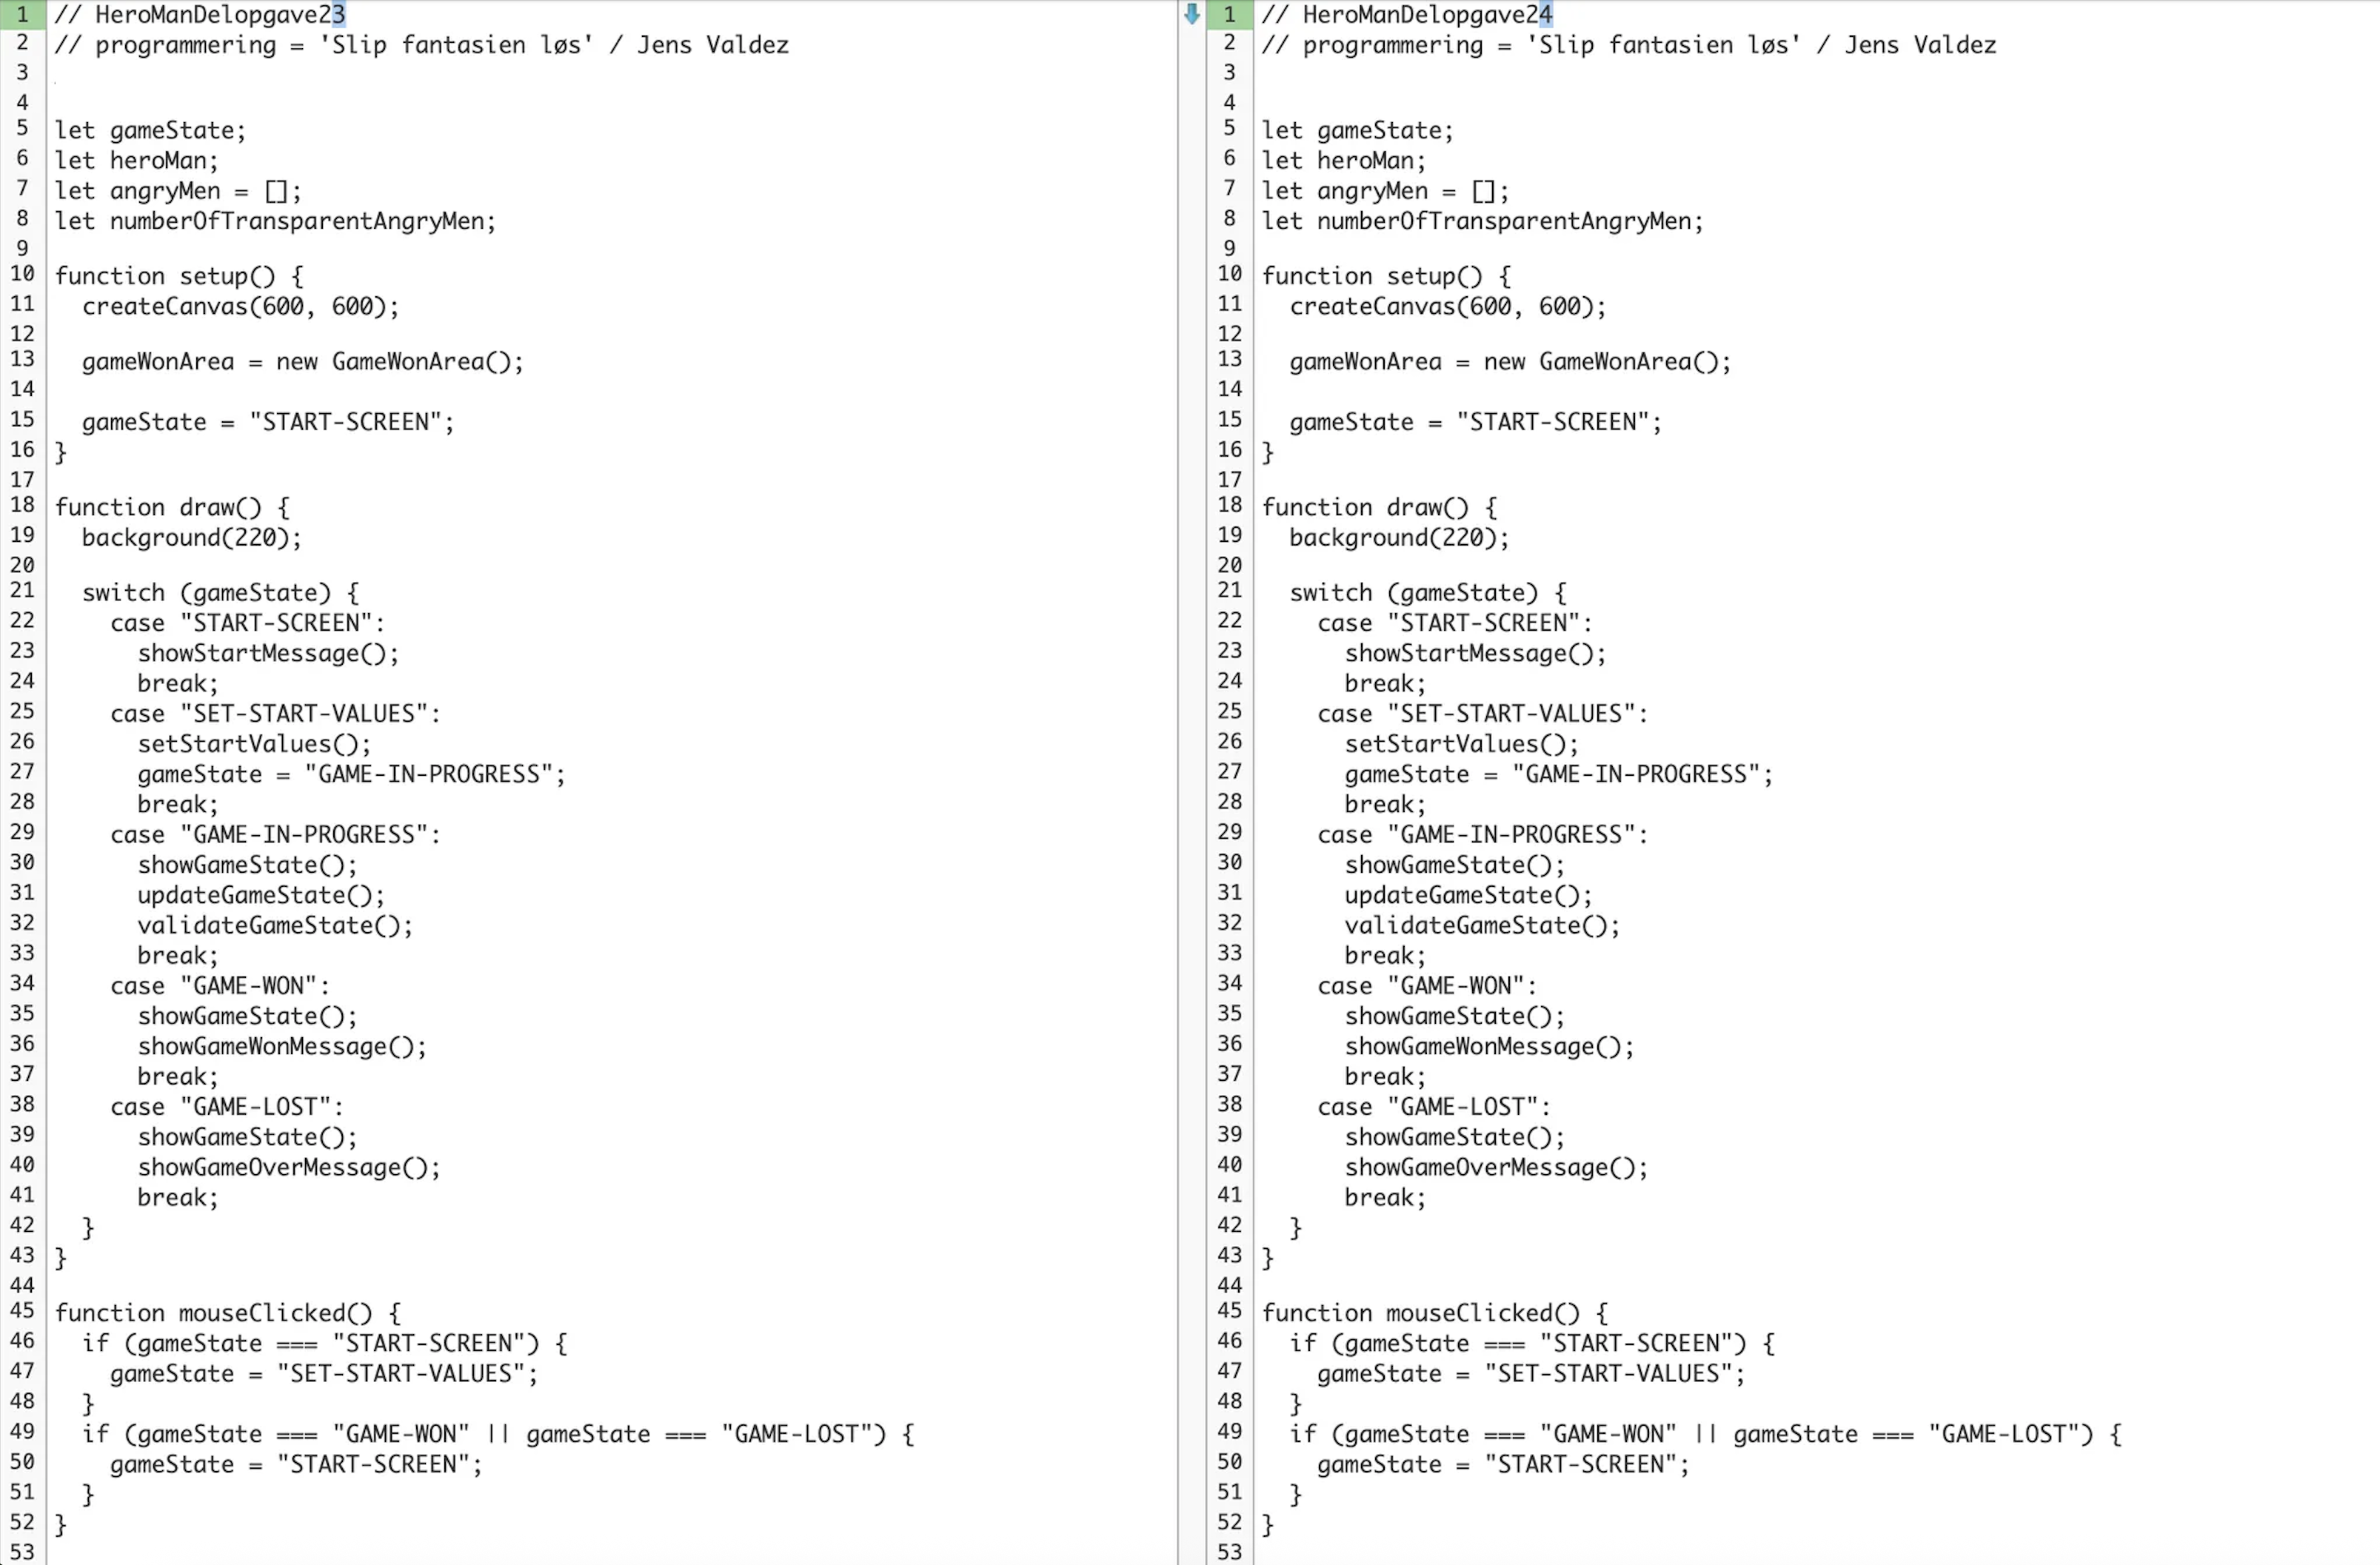 1 // HeroManDelopgave23
2 // programmering = 'Slip fantasien løs' / Jens Valdez
3
4
5 let gameState;
6 let heroMan;
7 let angryMen = [];
8 let numberOfTransparentAngryMen;
9
10 function setup() {
11   createCanvas(600, 600);
12
13   gameWonArea = new GameWonArea();
14
15   gameState = "START-SCREEN";
16 }
17
18 function draw() {
19   background(220);
20
21   switch (gameState) {
22     case "START-SCREEN":
23       showStartMessage();
24       break;
25     case "SET-START-VALUES":
26       setStartValues();
27       gameState = "GAME-IN-PROGRESS";
28       break;
29     case "GAME-IN-PROGRESS":
30       showGameState();
31       updateGameState();
32       validateGameState();
33       break;
34     case "GAME-WON":
35       showGameState();
36       showGameWonMessage();
37       break;
38     case "GAME-LOST":
39       showGameState();
40       showGameOverMessage();
41       break;
42   }
43 }
44
45 function mouseClicked() {
46   if (gameState === "START-SCREEN") {
47     gameState = "SET-START-VALUES";
48   }
49   if (gameState === "GAME-WON" || gameState === "GAME-LOST") {
50     gameState = "START-SCREEN";
51   }
52 }
53
1 // HeroManDelopgave24
2 // programmering = 'Slip fantasien løs' / Jens Valdez
3
4
5 let gameState;
6 let heroMan;
7 let angryMen = [];
8 let numberOfTransparentAngryMen;
9
10 function setup() {
11   createCanvas(600, 600);
12
13   gameWonArea = new GameWonArea();
14
15   gameState = "START-SCREEN";
16 }
17
18 function draw() {
19   background(220);
20
21   switch (gameState) {
22     case "START-SCREEN":
23       showStartMessage();
24       break;
25     case "SET-START-VALUES":
26       setStartValues();
27       gameState = "GAME-IN-PROGRESS";
28       break;
29     case "GAME-IN-PROGRESS":
30       showGameState();
31       updateGameState();
32       validateGameState();
33       break;
34     case "GAME-WON":
35       showGameState();
36       showGameWonMessage();
37       break;
38     case "GAME-LOST":
39       showGameState();
40       showGameOverMessage();
41       break;
42   }
43 }
44
45 function mouseClicked() {
46   if (gameState === "START-SCREEN") {
47     gameState = "SET-START-VALUES";
48   }
49   if (gameState === "GAME-WON" || gameState === "GAME-LOST") {
50     gameState = "START-SCREEN";
51   }
52 }
53